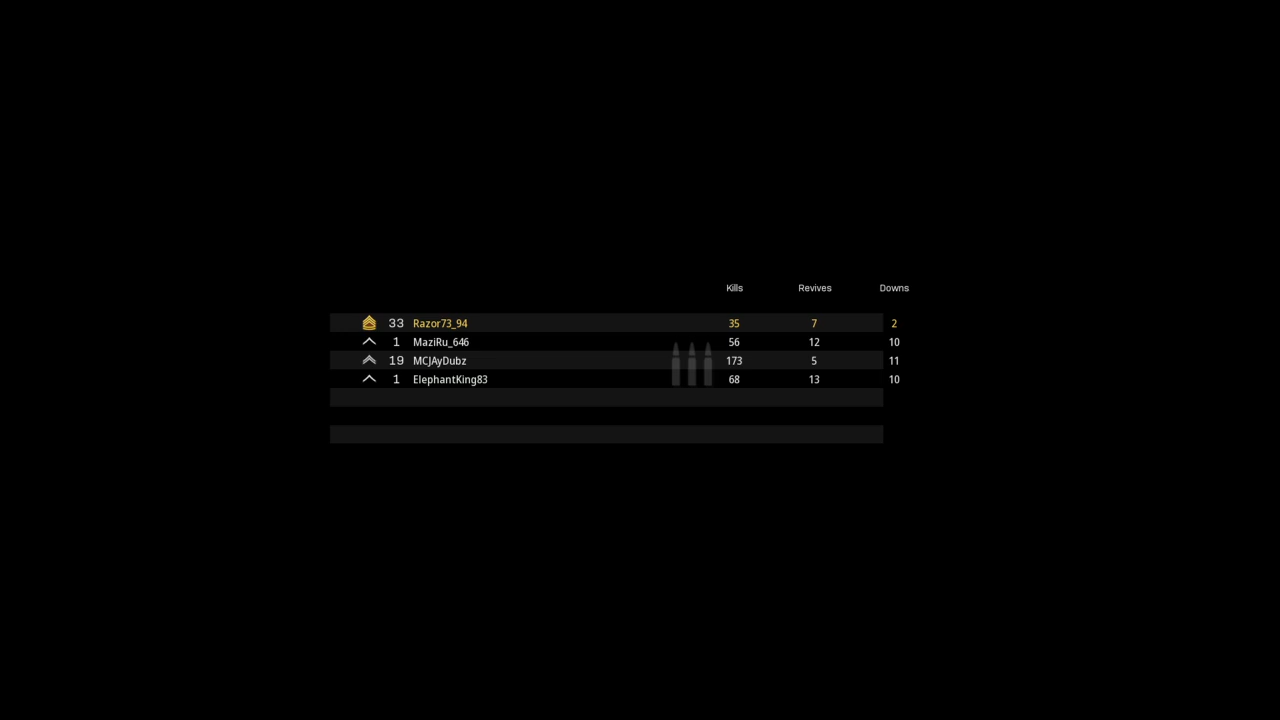 Kills Revives Downs
33 Razor73_94 35 7 2
1 MaziRu_646 56 12 10
19 MCJAyDubz 173 5 11
1 ElephantKing83 68 13 10